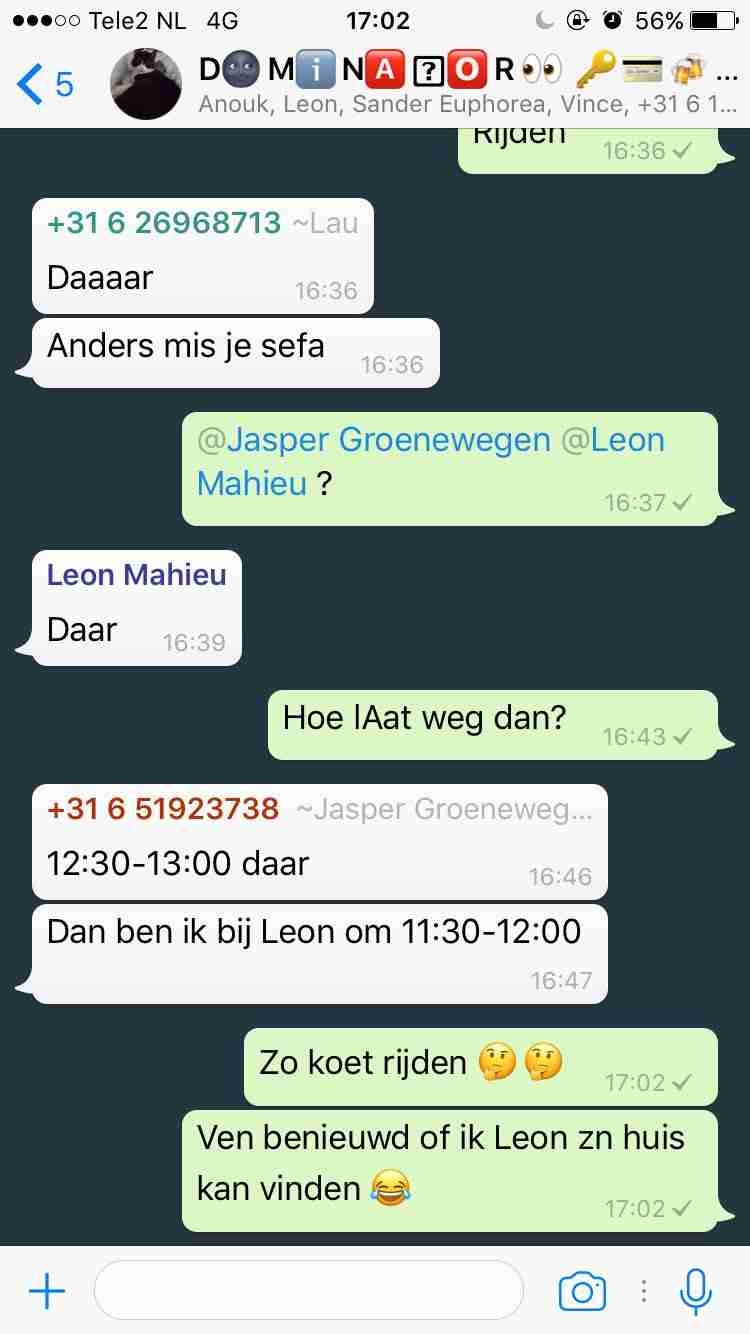 Tele2 NL 4G 17:02 56%
5 D🌚Mℹ️N🅰️[?]🅾️R👀🔑💳🍻...
Anouk, Leon, Sander Euphorea, Vince, +31 6 1...
Rijden 16:36
+31 6 26968713 ~Lau
Daaaar 16:36
Anders mis je sefa 16:36
@Jasper Groenewegen @Leon
Mahieu ? 16:37
Leon Mahieu
Daar 16:39
Hoe lAat weg dan? 16:43
+31 6 51923738 ~Jasper Groeneweg...
12:30-13:00 daar 16:46
Dan ben ik bij Leon om 11:30-12:00
16:47
Zo koet rijden 🤔🤔 17:02
Ven benieuwd of ik Leon zn huis
kan vinden 😂 17:02